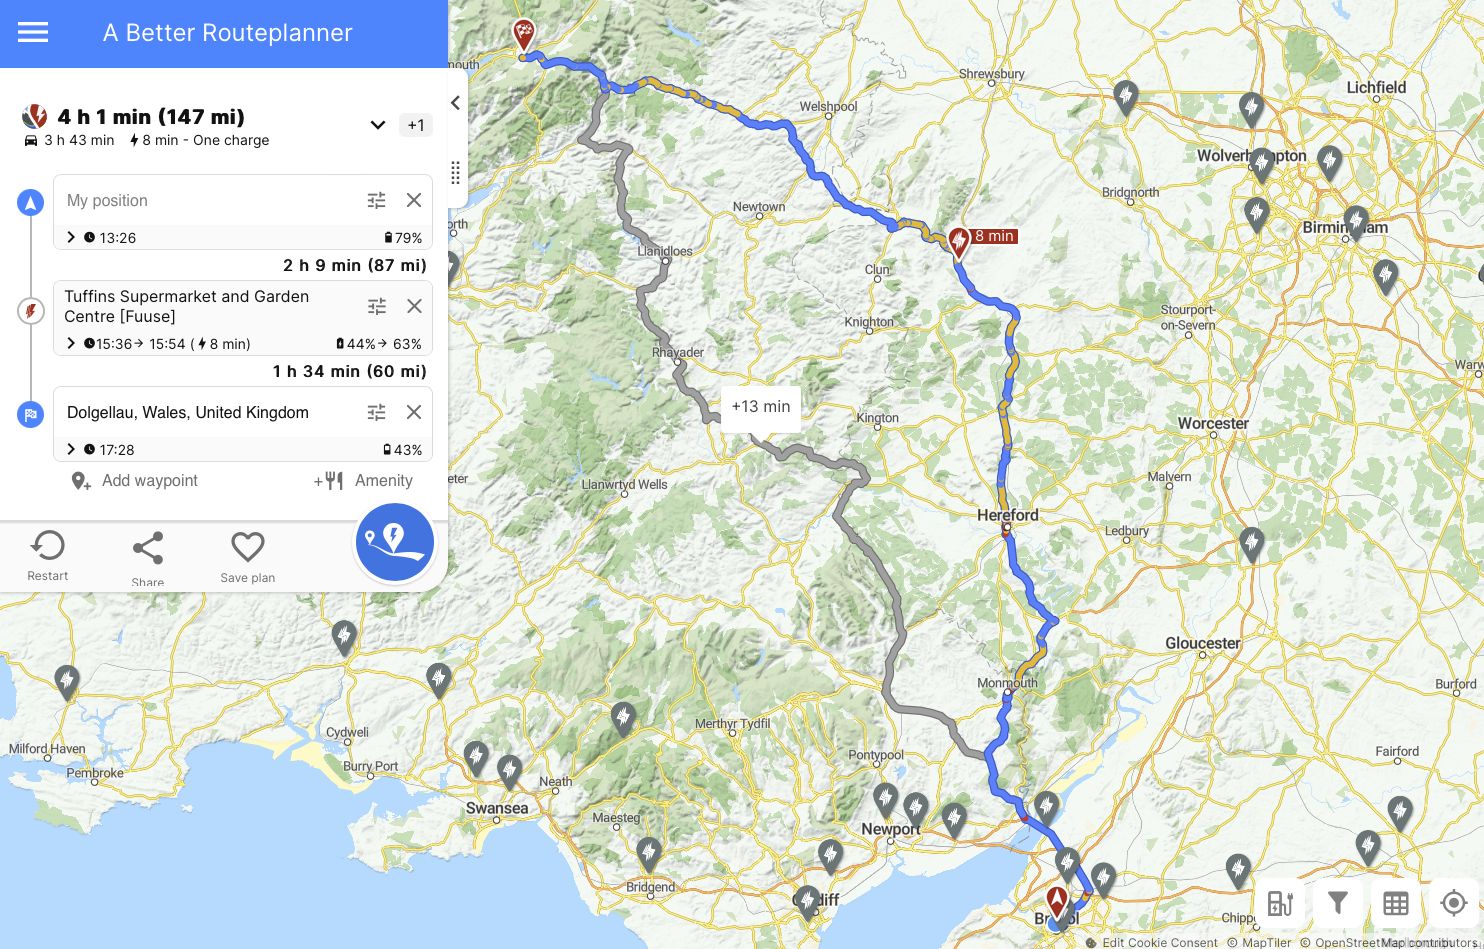 A Better Routeplanner
4 h 1 min (147 mi)
+1
3 h 43 min 8 min - One charge
My position
13:26 79%
2 h 9 min (87 mi)
Tuffins Supermarket and Garden
Centre [Fuuse]
15:36 → 15:54 ( 8 min) 44% → 63%
1 h 34 min (60 mi)
Dolgellau, Wales, United Kingdom
17:28 43%
Add waypoint + Amenity
Restart
Share
Save plan
mouth
Shrewsbury
Lichfield
Welshpool
Wolverhampton
Bridgnorth
Newtown
orth
Birmingham
8 min
Llanidloes
Clun
Stourport-
on-Severn
Knighton
Rhayader
Warw
+13 min
Kington
Worcester
eter
Llanwrtyd Wells
Malvern
Hereford
Ledbury
Gloucester
Monmouth
Burford
Merthyr Tydfil
Cydweli
Milford Haven
Pontypool
Fairford
Burry Port
Pembroke
Neath
Swansea
Maesteg
Newport
Bridgend
Cardiff
Bristol
Chipp
Edit Cookie Consent © MapTiler © OpenStreetMap contributors